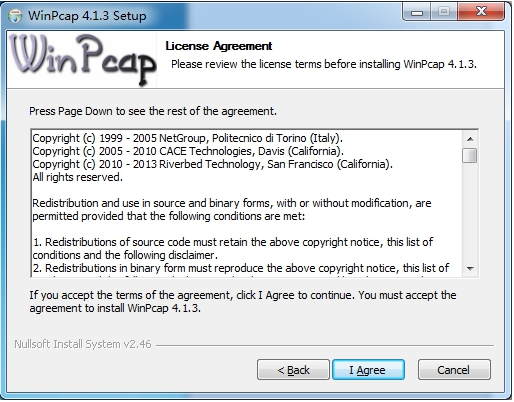 WinPcap 4.1.3 Setup
WinPcap
License Agreement
Please review the license terms before installing WinPcap 4.1.3.
Press Page Down to see the rest of the agreement.
Copyright (c) 1999 - 2005 NetGroup, Politecnico di Torino (Italy).
Copyright (c) 2005 - 2010 CACE Technologies, Davis (California).
Copyright (c) 2010 - 2013 Riverbed Technology, San Francisco (California).
All rights reserved.
Redistribution and use in source and binary forms, with or without modification, are
permitted provided that the following conditions are met:
1. Redistributions of source code must retain the above copyright notice, this list of
conditions and the following disclaimer.
2. Redistributions in binary form must reproduce the above copyright notice, this list of
If you accept the terms of the agreement, click I Agree to continue. You must accept the
agreement to install WinPcap 4.1.3.
Nullsoft Install System v2.46
< Back
I Agree
Cancel